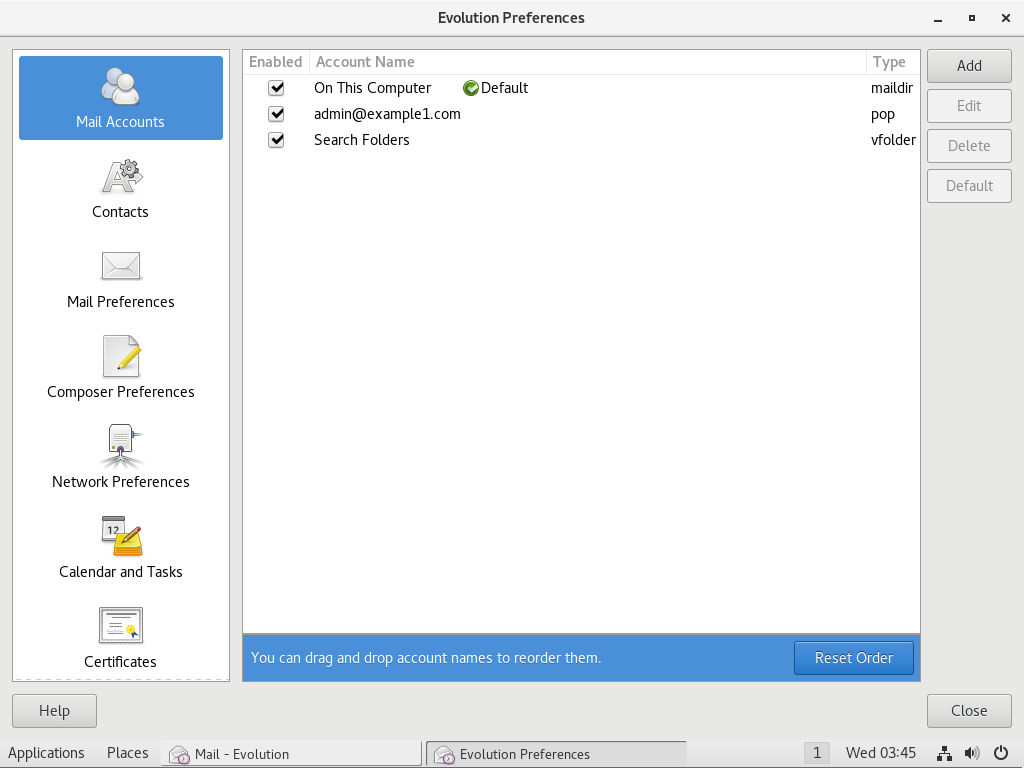 Evolution Preferences
Mail Accounts
Contacts
Mail Preferences
Composer Preferences
Network Preferences
12
Calendar and Tasks
Certificates
Enabled Account Name Type
On This Computer Default maildir
admin@example1.com pop
Search Folders vfolder
You can drag and drop account names to reorder them. Reset Order
Add
Edit
Delete
Default
Help Close
Applications Places Mail - Evolution Evolution Preferences 1 Wed 03:45